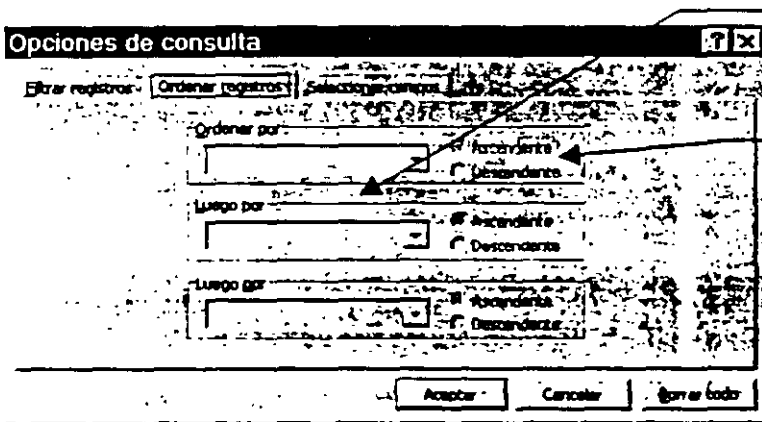 Opciones de consulta
Filtrar registros Ordenar registros Seleccionar campos
Ordenar por
Ascendente
Descendente
Luego por
Ascendente
Descendente
Luego por
Ascendente
Descendente
Aceptar Cancelar Borrar todo